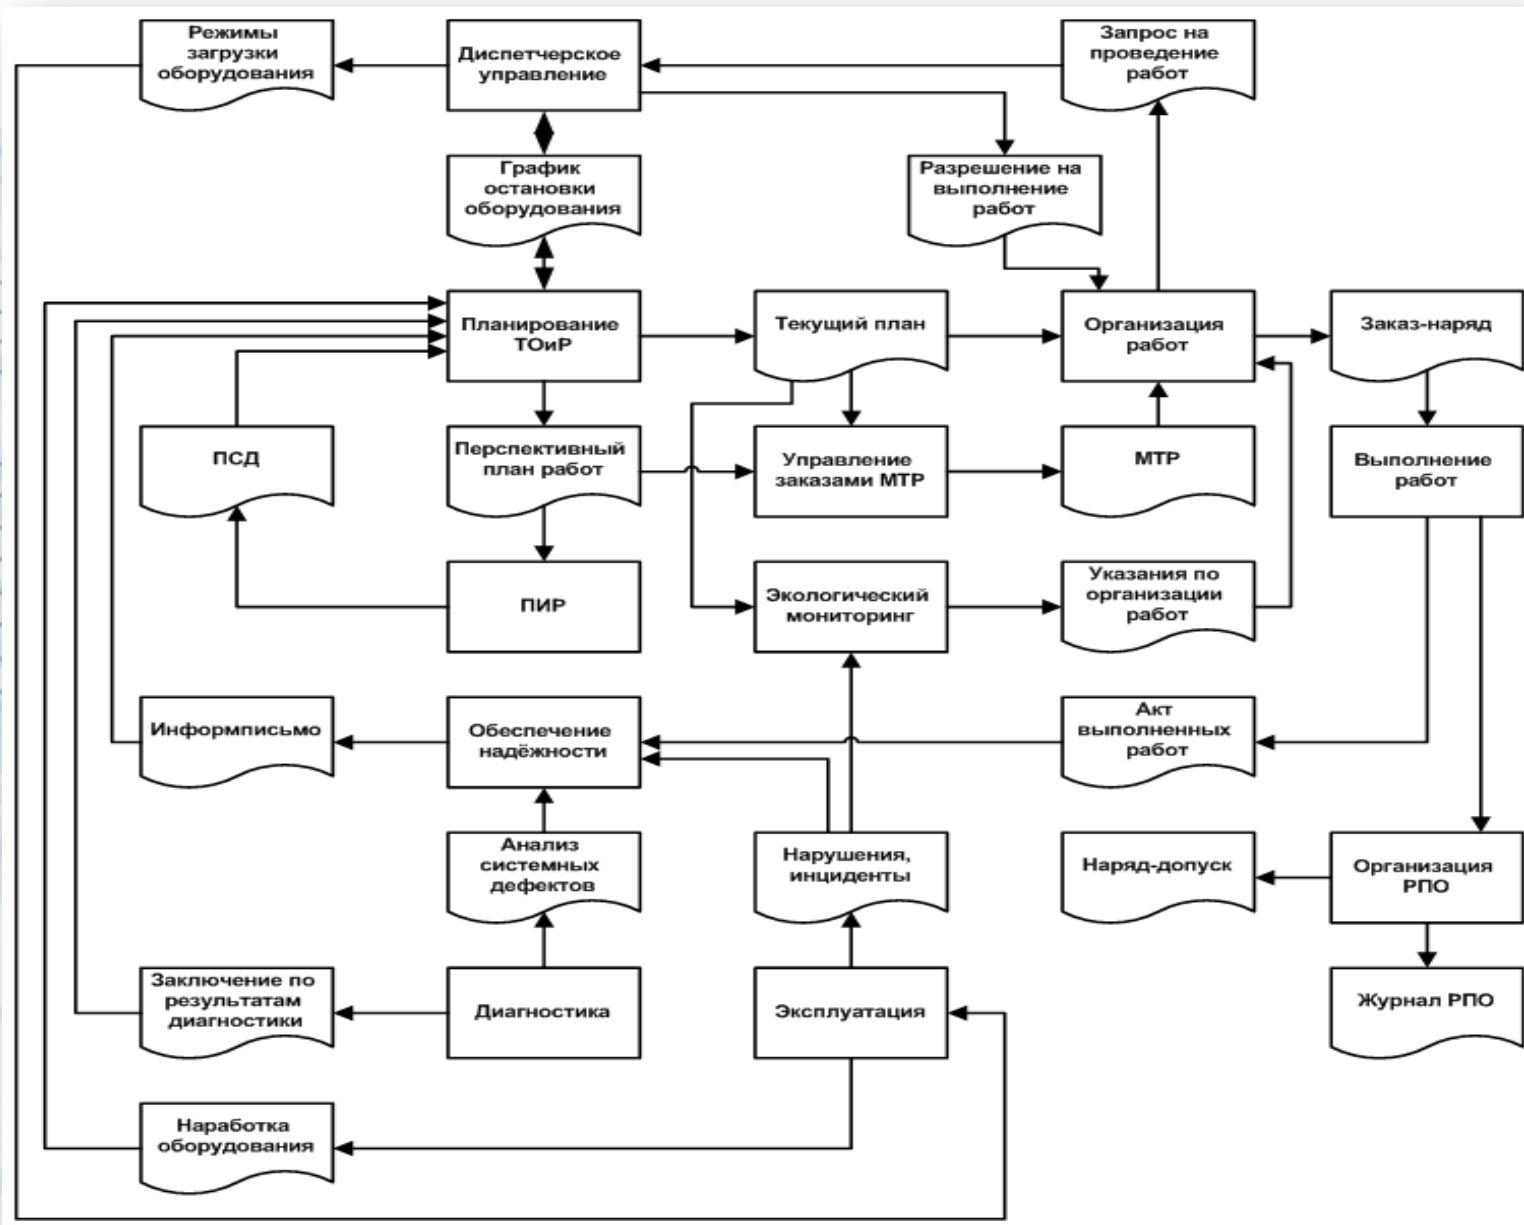 Режимы
загрузки
оборудования
Диспетчерское
управление
Запрос на
проведение
работ
График
остановки
оборудования
Разрешение на
выполнение
работ
Планирование
ТОиР
Текущий план
Организация
работ
Заказ-наряд
ПСД
Перспективный
план работ
Управление
заказами МТР
МТР
Выполнение
работ
ПИР
Экологический
мониторинг
Указания по
организации
работ
Информписьмо
Обеспечение
надёжности
Акт
выполненных
работ
Анализ
системных
дефектов
Нарушения,
инциденты
Наряд-допуск
Организация
РПО
Заключение по
результатам
диагностики
Диагностика
Эксплуатация
Журнал РПО
Наработка
оборудования